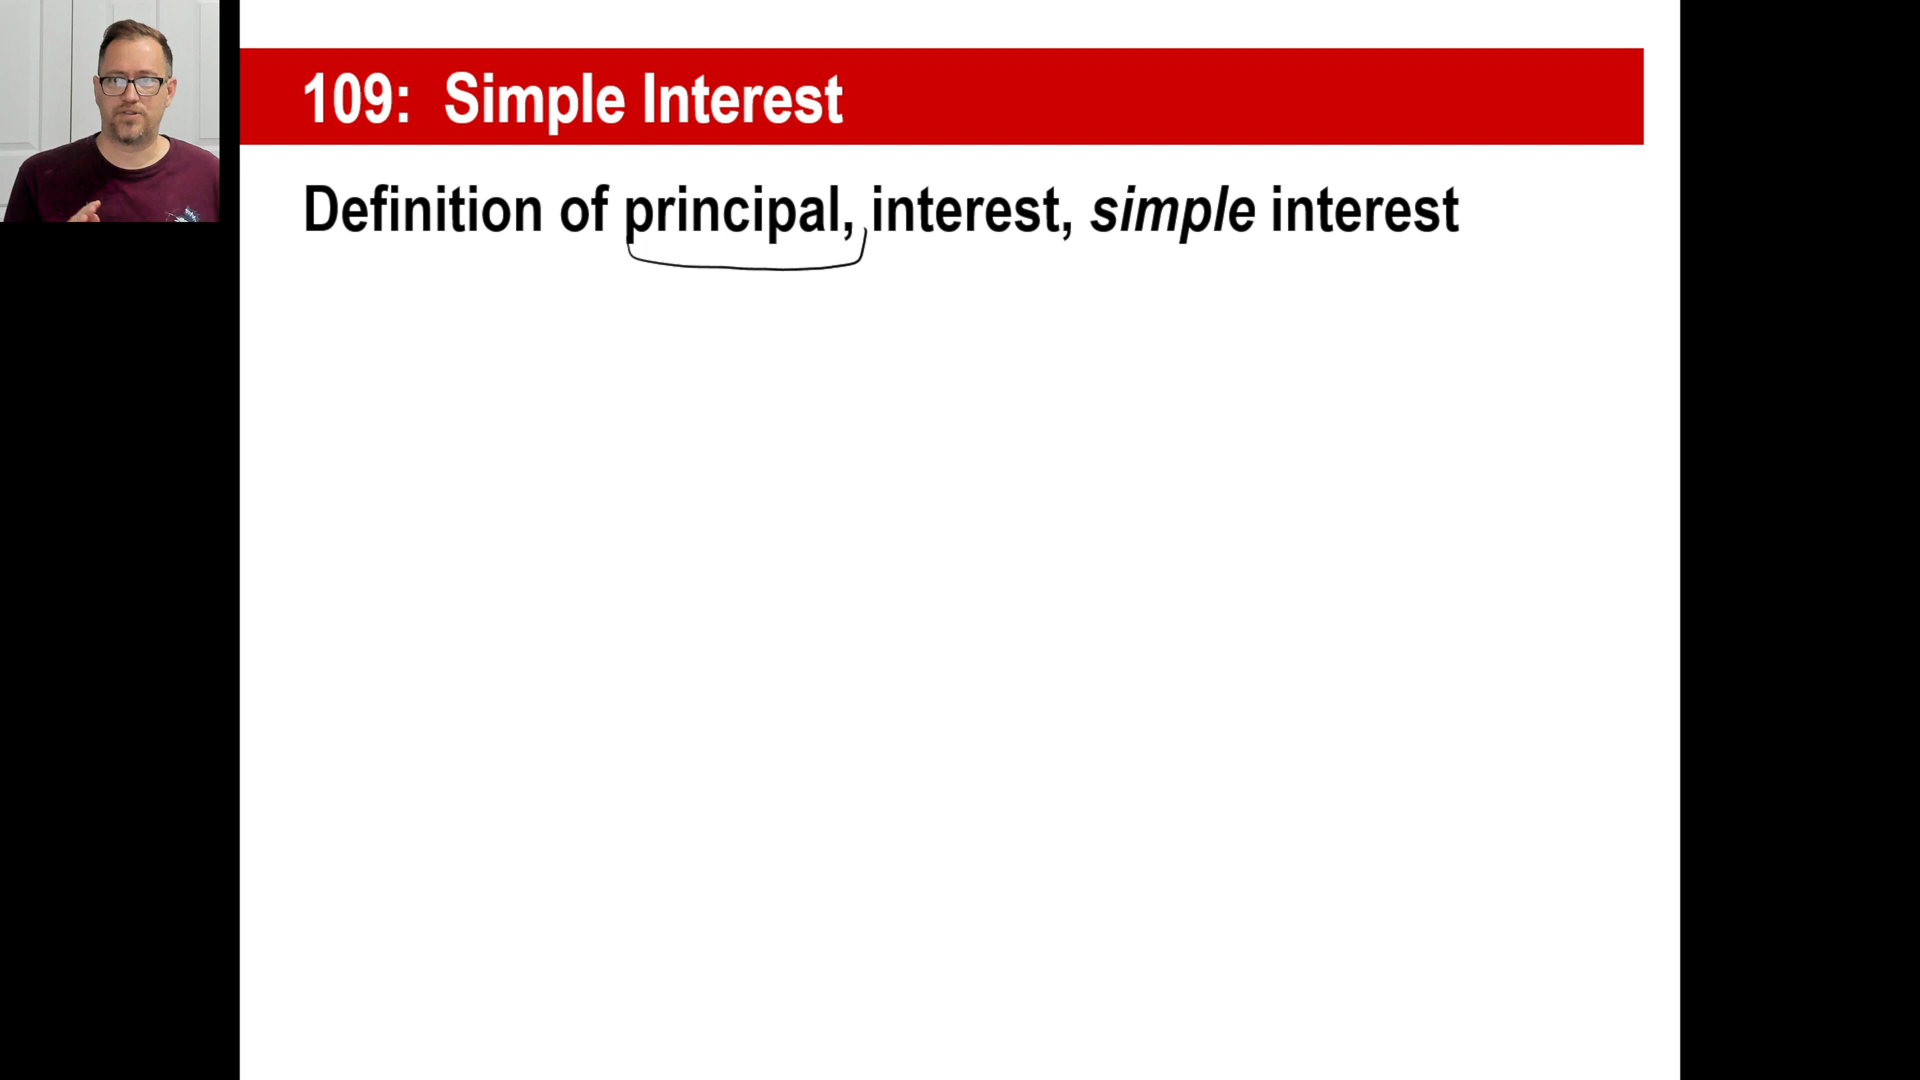 109: Simple Interest
Definition of principal, interest, simple interest